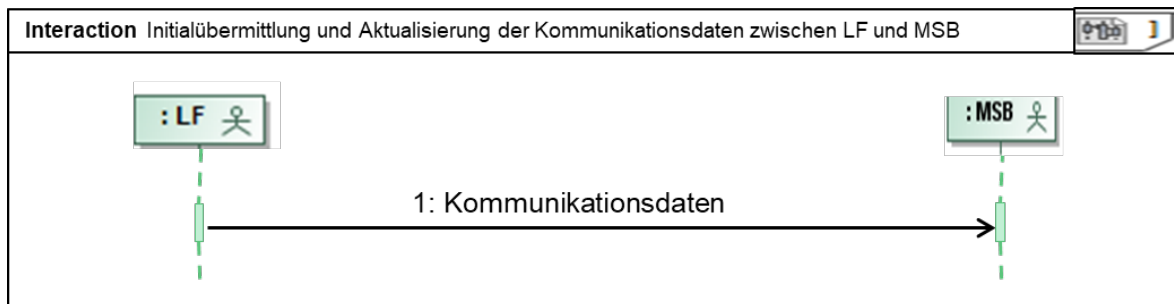 Interaction Initialübermittlung und Aktualisierung der Kommunikationsdaten zwischen LF und MSB
: LF
: MSB
1: Kommunikationsdaten